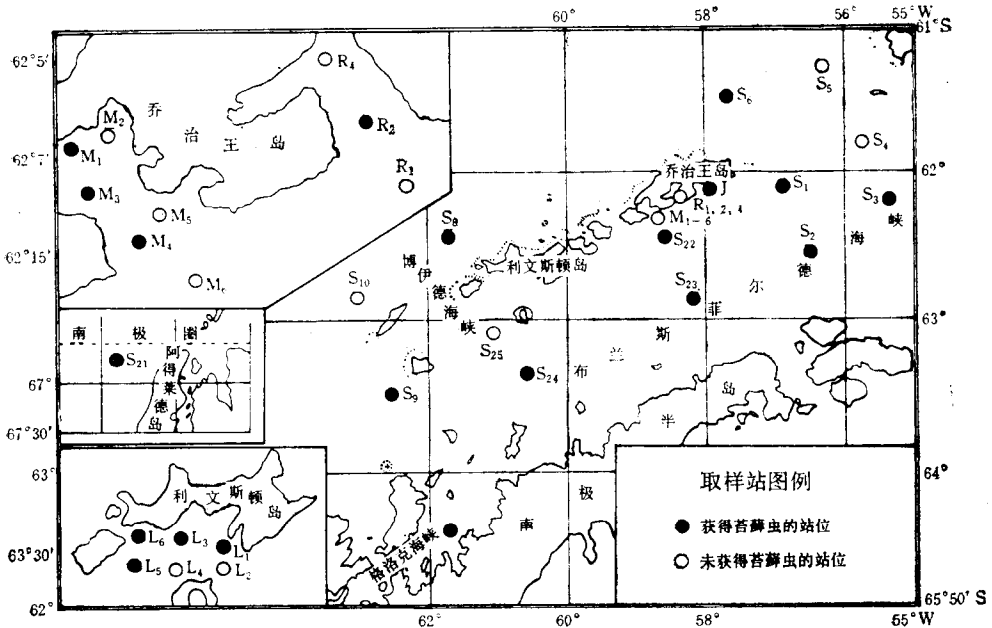 60°
58°
56°
55°W
61°S
62°5′
R4
S5
S6
乔治王岛
M2
R2
S4
62°7′
M1
62°
乔治王岛
J
S1
M3
R1,2,4
S3
M5
M1-6
S8
海峡
M4
S22
S2
62°15′
博伊德海峡
利文斯顿岛
德
S10
S23
尔
菲
南极圈
63°
斯
S25
兰
S21
阿得莱德岛
布
S24
岛
67°
S9
半
67°30′
利文斯顿岛
63°
64°
取样站图例
极
L6
L3
南
获得苔藓虫的站位
L1
63°30′
格洛克海峡
L5
L4
L2
未获得苔藓虫的站位
62°
65°50′S
62°
60°
58°
56°
55°W